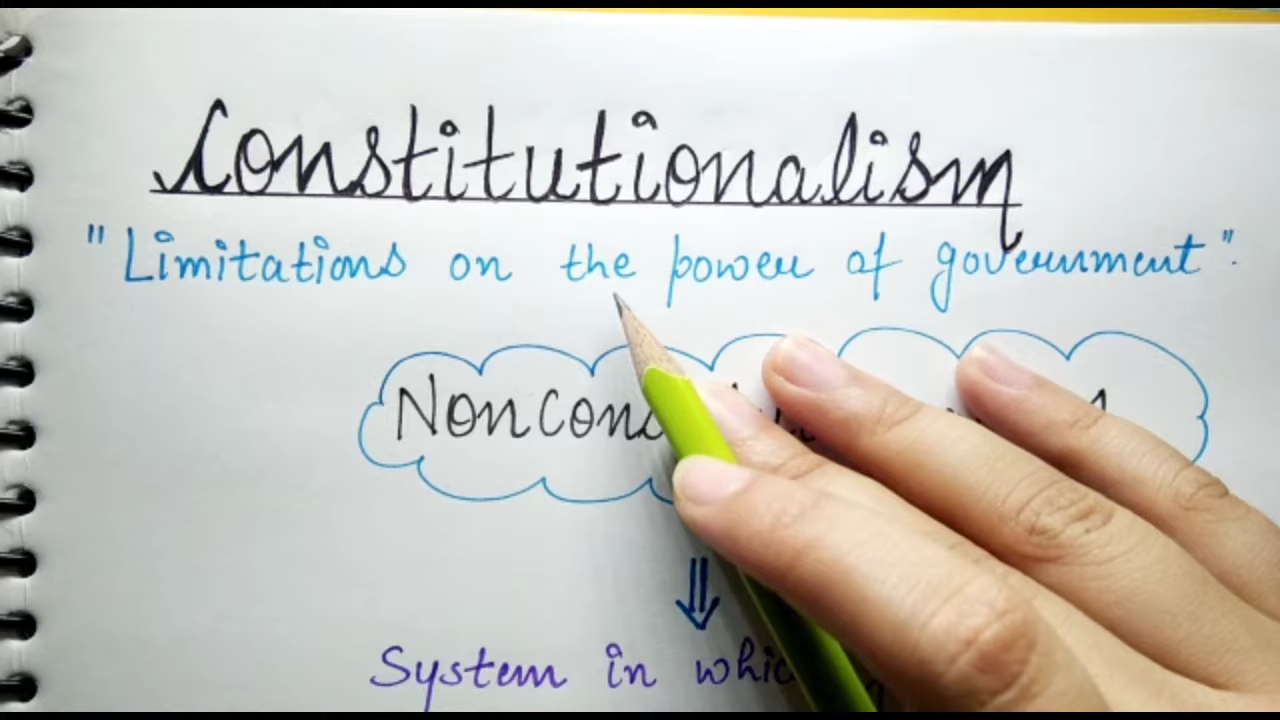 Constitutionalism
"Limitations on the power of government".
System in